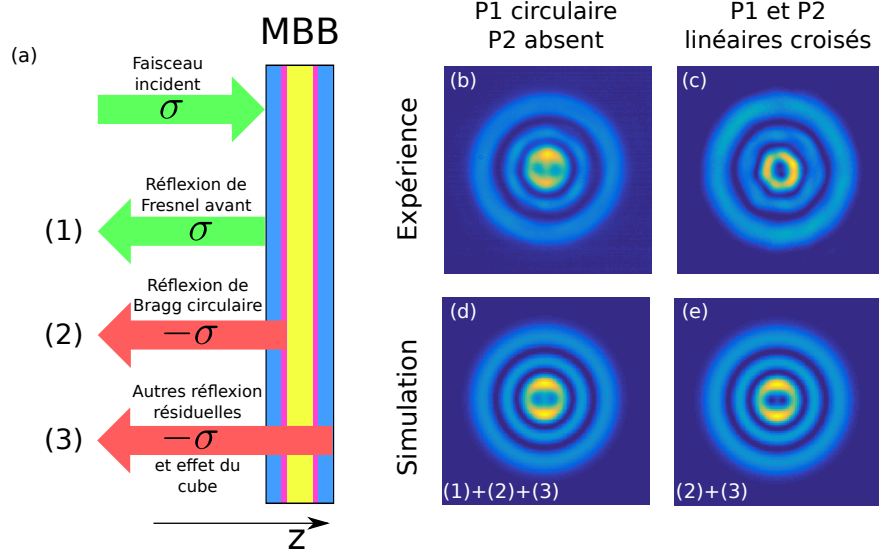 MBB
(a)
Faisceau
incident
σ
Réflexion de
Fresnel avant
(1)
σ
Réflexion de
Bragg circulaire
(2)
−σ
Autres réflexion
résiduelles
(3)
−σ
et effet du
cube
z
P1 circulaire
P2 absent
P1 et P2
linéaires croisés
Expérience
(b)
(c)
Simulation
(d)
(1)+(2)+(3)
(e)
(2)+(3)